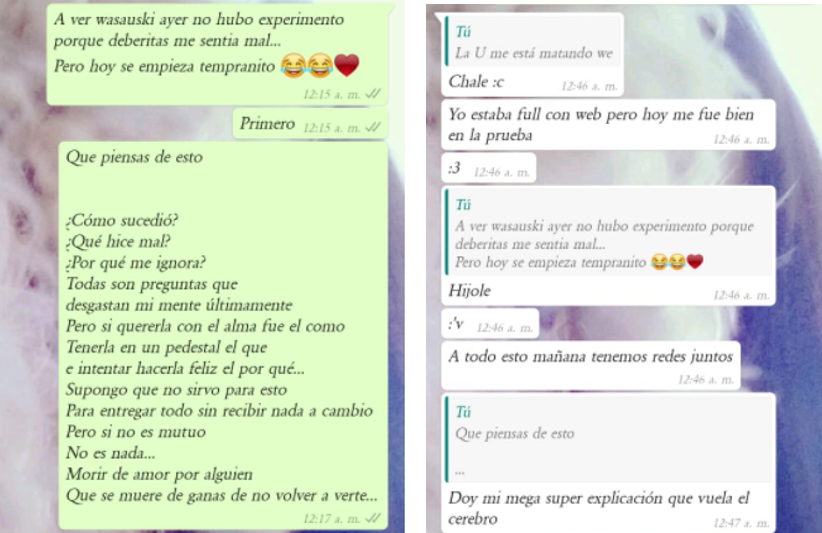 A ver wasauski ayer no hubo experimento
porque deberitas me sentia mal...
Pero hoy se empieza tempranito 😂😂❤
12:15 a. m. ✓✓
Primero 12:15 a. m. ✓✓
Que piensas de esto
¿Cómo sucedió?
¿Qué hice mal?
¿Por qué me ignora?
Todas son preguntas que
desgastan mi mente últimamente
Pero si quererla con el alma fue el como
Tenerla en un pedestal el que
e intentar hacerla feliz el por qué...
Supongo que no sirvo para esto
Para entregar todo sin recibir nada a cambio
Pero si no es mutuo
No es nada...
Morir de amor por alguien
Que se muere de ganas de no volver a verte...
12:17 a. m. ✓✓
Tú
La U me está matando we
Chale :c 12:46 a. m.
Yo estaba full con web pero hoy me fue bien
en la prueba 12:46 a. m.
:3 12:46 a. m.
Tú
A ver wasauski ayer no hubo experimento porque
deberitas me sentia mal...
Pero hoy se empieza tempranito 😂😂❤
Hijole 12:46 a. m.
:'v 12:46 a. m.
A todo esto mañana tenemos redes juntos
12:46 a. m.
Tú
Que piensas de esto
...
Doy mi mega super explicación que vuela el
cerebro 12:47 a. m.